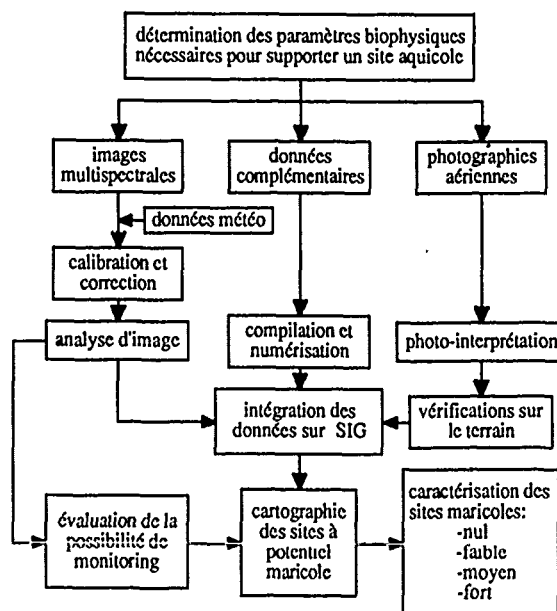 détermination des paramètres biophysiques
nécessaires pour supporter un site aquicole
images
multispectrales
données
complémentaires
photographies
aériennes
données météo
calibration et
correction
analyse d'image
compilation et
numérisation
photo-interprétation
intégration des
données sur SIG
vérifications sur
le terrain
évaluation de la
possibilité de
monitoring
cartographie
des sites à
potentiel
maricole
caractérisation des
sites maricoles:
-nul
-faible
-moyen
-fort